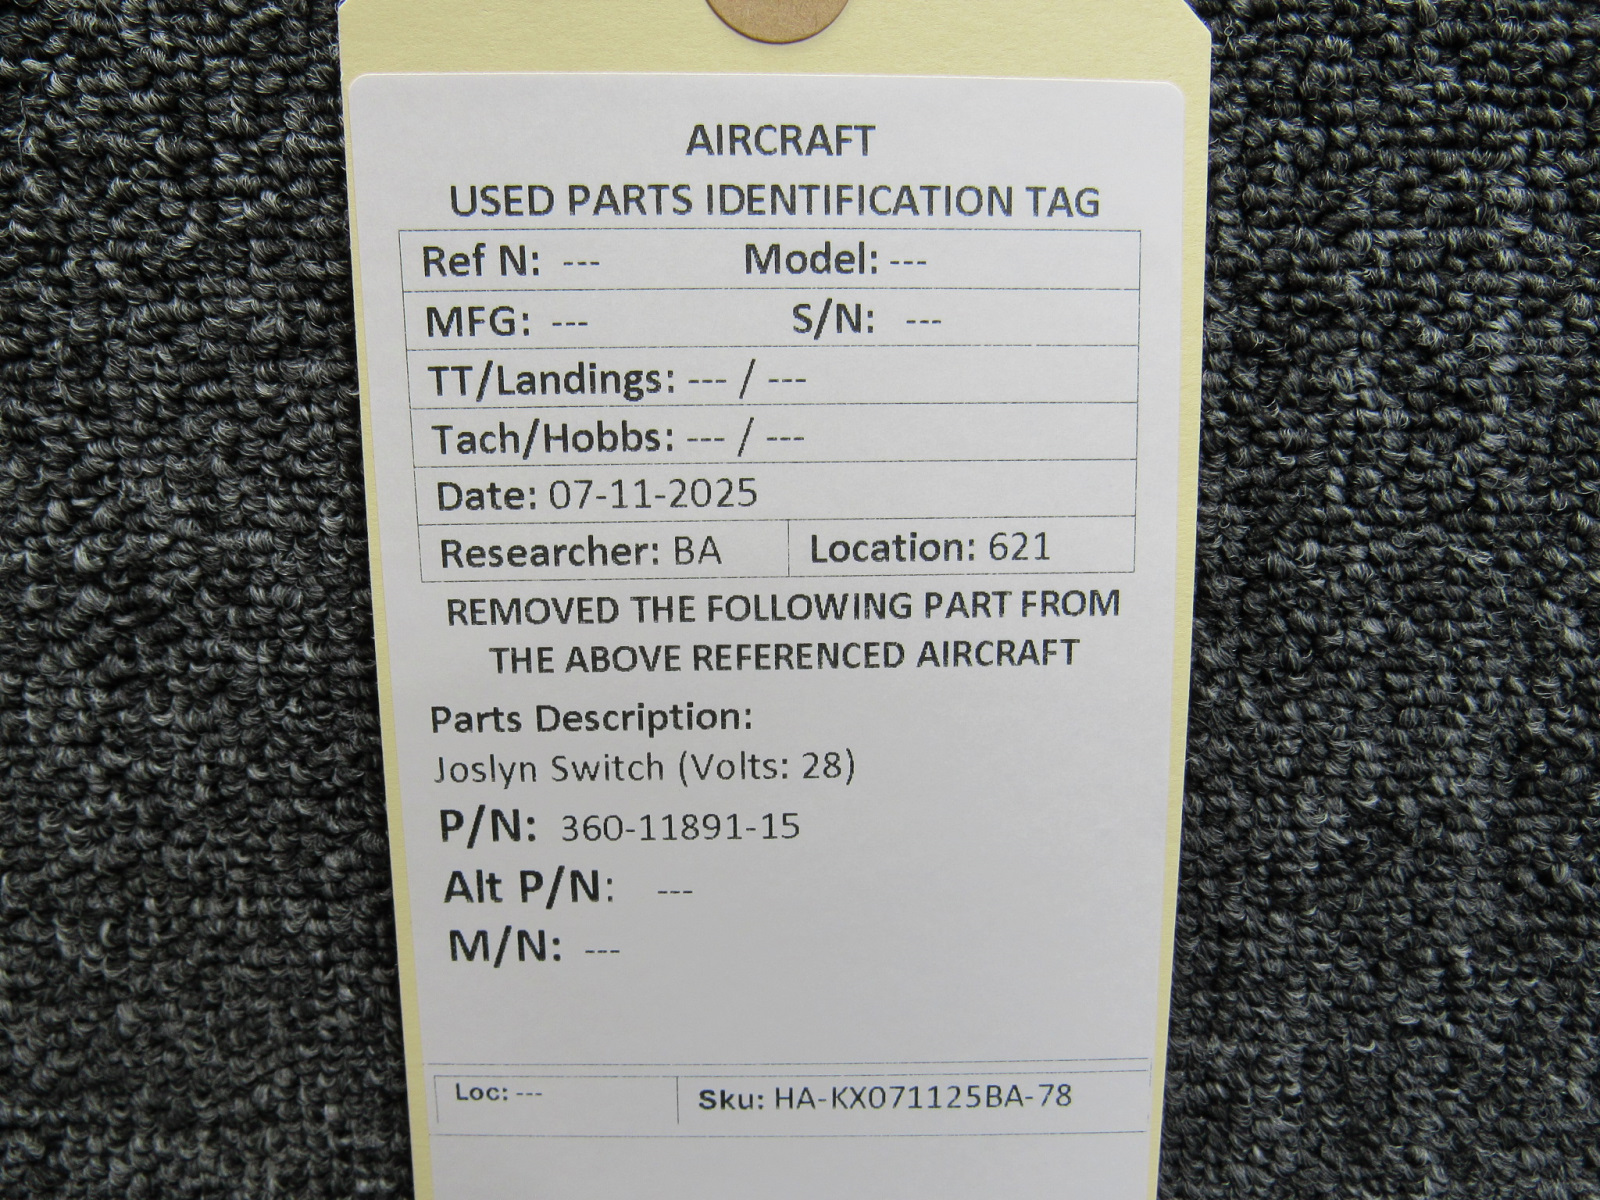 AIRCRAFT
USED PARTS IDENTIFICATION TAG
Ref N: --- Model: ---
MFG: --- S/N: ---
TT/Landings: --- / ---
Tach/Hobbs: --- / ---
Date: 07-11-2025
Researcher: BA Location: 621
REMOVED THE FOLLOWING PART FROM
THE ABOVE REFERENCED AIRCRAFT
Parts Description:
Joslyn Switch (Volts: 28)
P/N: 360-11891-15
Alt P/N: ---
M/N: ---
Loc: --- Sku: HA-KX071125BA-78